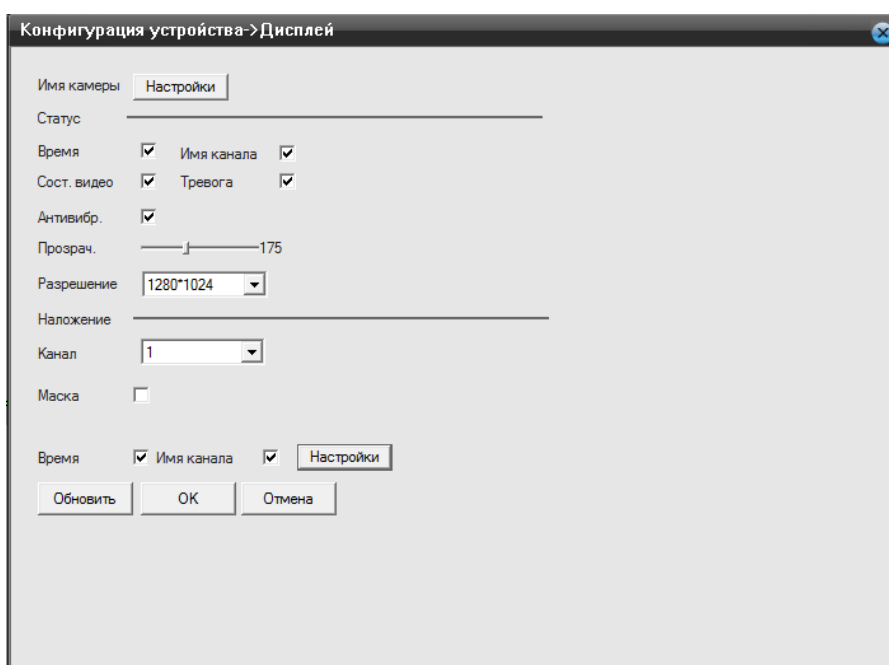 Конфигурация устройства->Дисплей
Имя камеры Настройки
Статус
Время Имя канала
Сост. видео Тревога
Антивибр.
Прозрач. 175
Разрешение 1280*1024
Наложение
Канал 1
Маска
Время Имя канала Настройки
Обновить OK Отмена